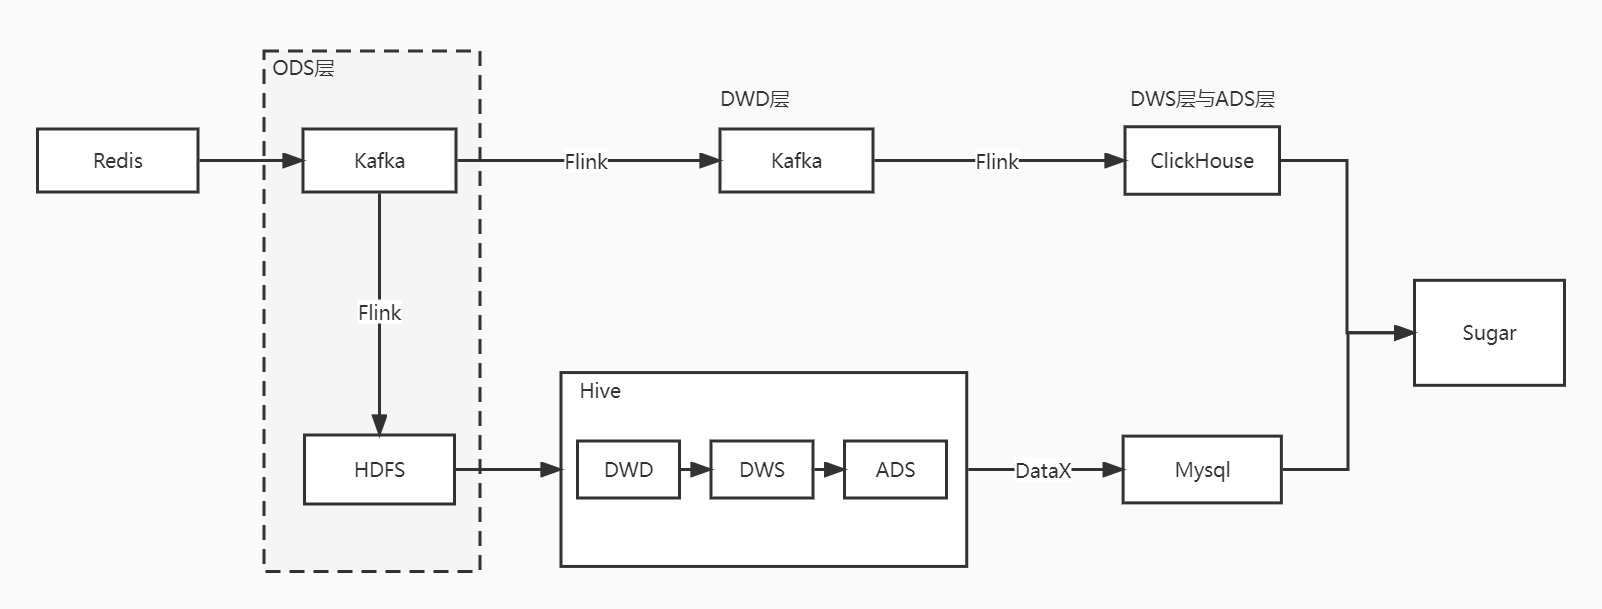 ODS层
DWD层
DWS层与ADS层
Redis
Kafka
Flink
Kafka
Flink
ClickHouse
Flink
Sugar
Hive
HDFS
DWD
DWS
ADS
DataX
Mysql